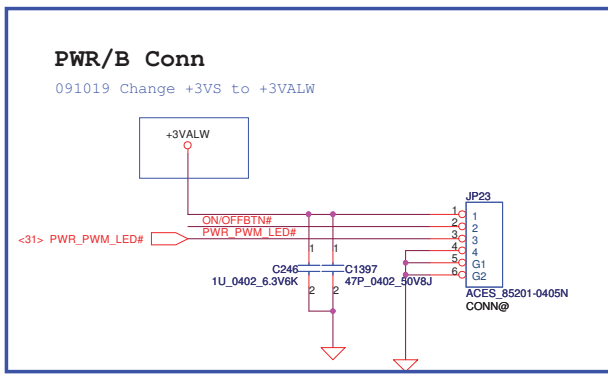 PWR/B Conn
091019 Change +3VS to +3VALW
+3VALW
JP23
ON/OFFBTN#
<31> PWR_PWM_LED#
PWR_PWM_LED#
1
2
3
4
5
6
1
2
3
4
G1
G2
1
1
C246
C1397
1U_0402_6.3V6K
47P_0402_50V8J
2
2
ACES_85201-0405N
CONN@